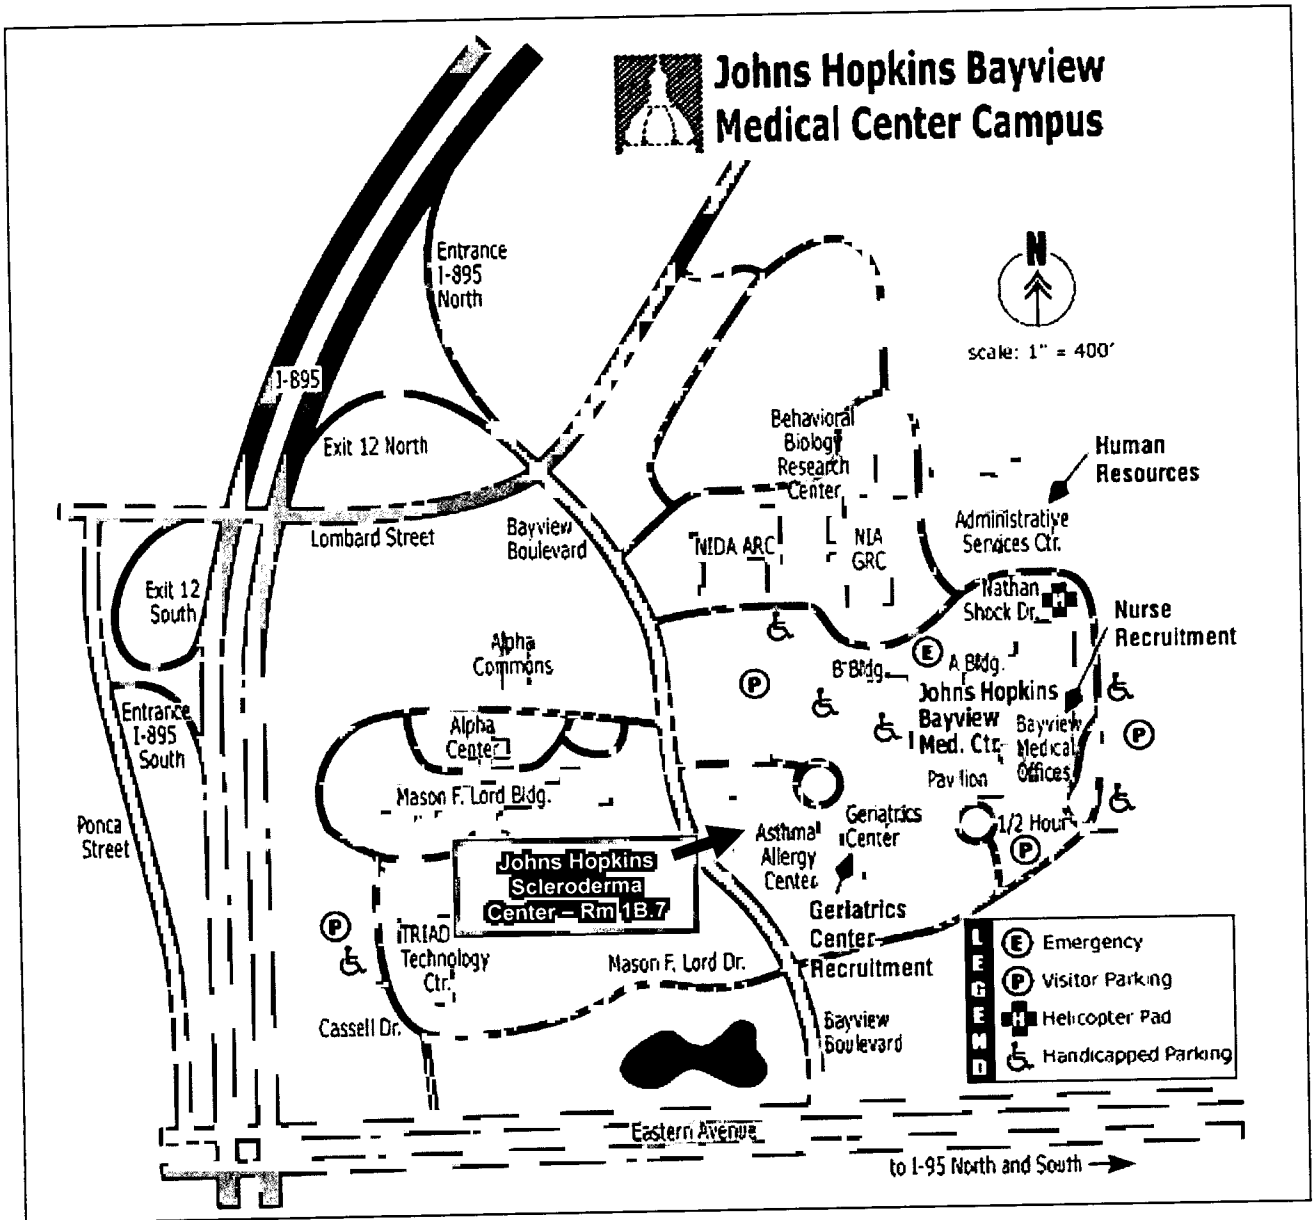 Johns Hopkins Bayview
Medical Center Campus
N
scale: 1" = 400'
Entrance
I-895
North
I-895
Exit 12 North
Lombard Street
Bayview
Boulevard
Behavioral
Biology
Research
Center
Human
Resources
Administrative
Services Ctr.
NIDA ARC
NIA
GRC
Exit 12
South
Nathan
Shock Dr.
H
Nurse
Recruitment
Alpha
Commons
E
B Bldg.
A Bldg.
P
Johns Hopkins
Bayview
Med. Ctr.
Bayview
Medical
Offices
P
Entrance
I-895
South
Alpha
Center
Mason F. Lord Bldg.
Pavilion
Ponca
Street
Geriatrics
Center
1/2 Hour
P
Asthma
Allergy
Center
Johns Hopkins
Scleroderma
Center – Rm 1B.7
Geriatrics
Center
Recruitment
P
TRIAD
Technology
Ctr.
Mason F. Lord Dr.
Cassell Dr.
Bayview
Boulevard
LEGEND
E Emergency
P Visitor Parking
H Helicopter Pad
Handicapped Parking
Eastern Avenue
to I-95 North and South